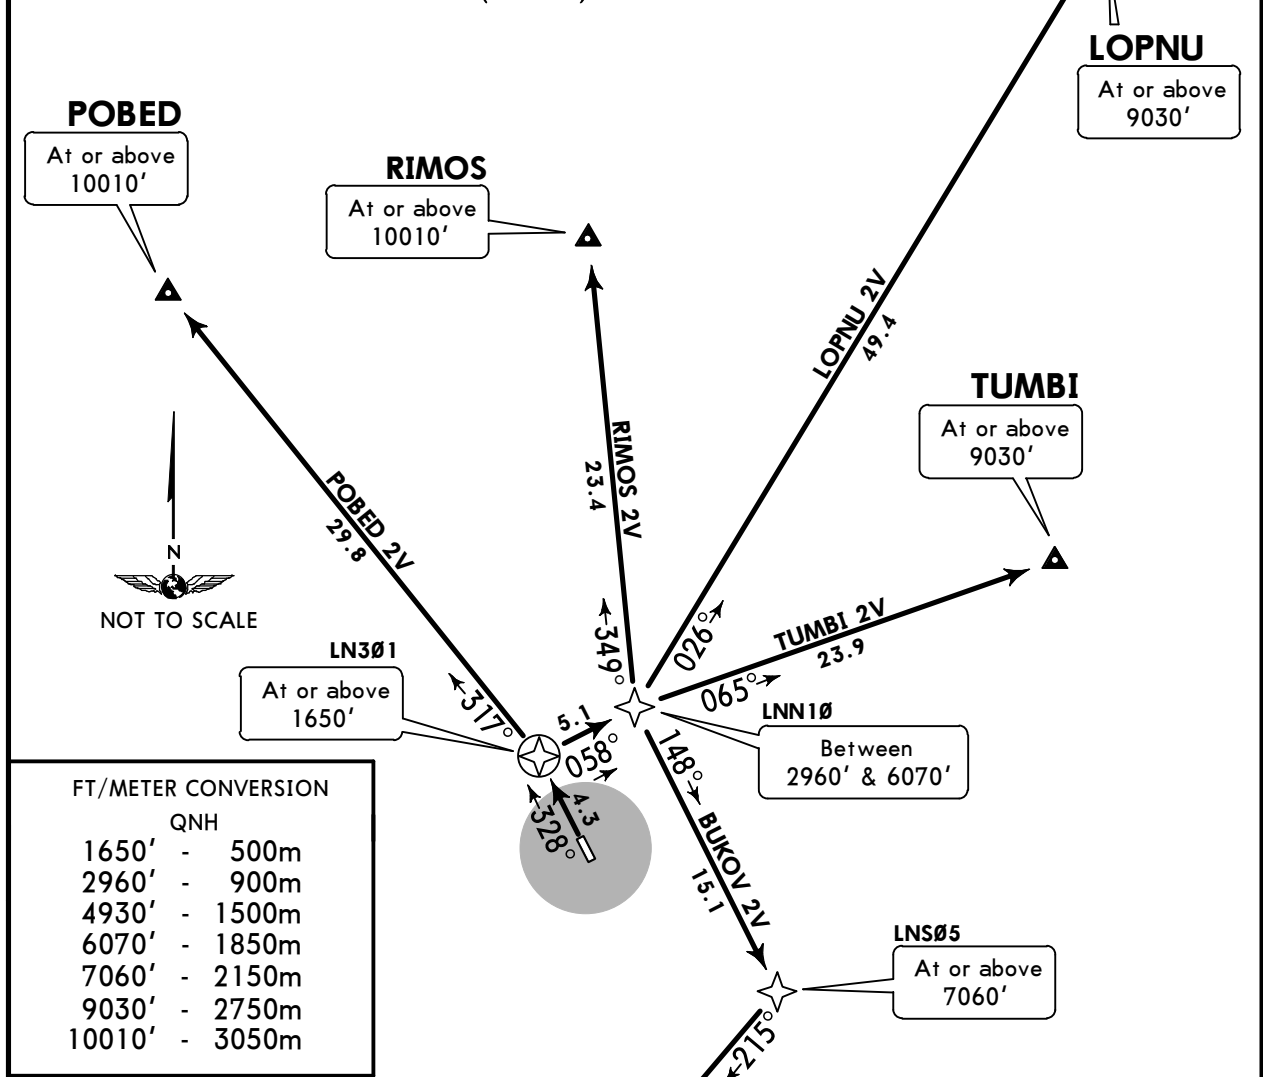 LOPNU
At or above
9030'
POBED
At or above
10010'
RIMOS
At or above
10010'
LOPNU 2V
49.4
TUMBI
At or above
9030'
RIMOS 2V
23.4
POBED 2V
29.8
N
NOT TO SCALE
349°
026°
TUMBI 2V
23.9
065°
LN3Ø1
At or above
1650'
317°
5.1
058°
LNN1Ø
Between
2960' & 6070'
148°
BUKOV 2V
15.1
4.3
328°
FT/METER CONVERSION
QNH
1650' - 500m
2960' - 900m
4930' - 1500m
6070' - 1850m
7060' - 2150m
9030' - 2750m
10010' - 3050m
LNSØ5
At or above
7060'
215°